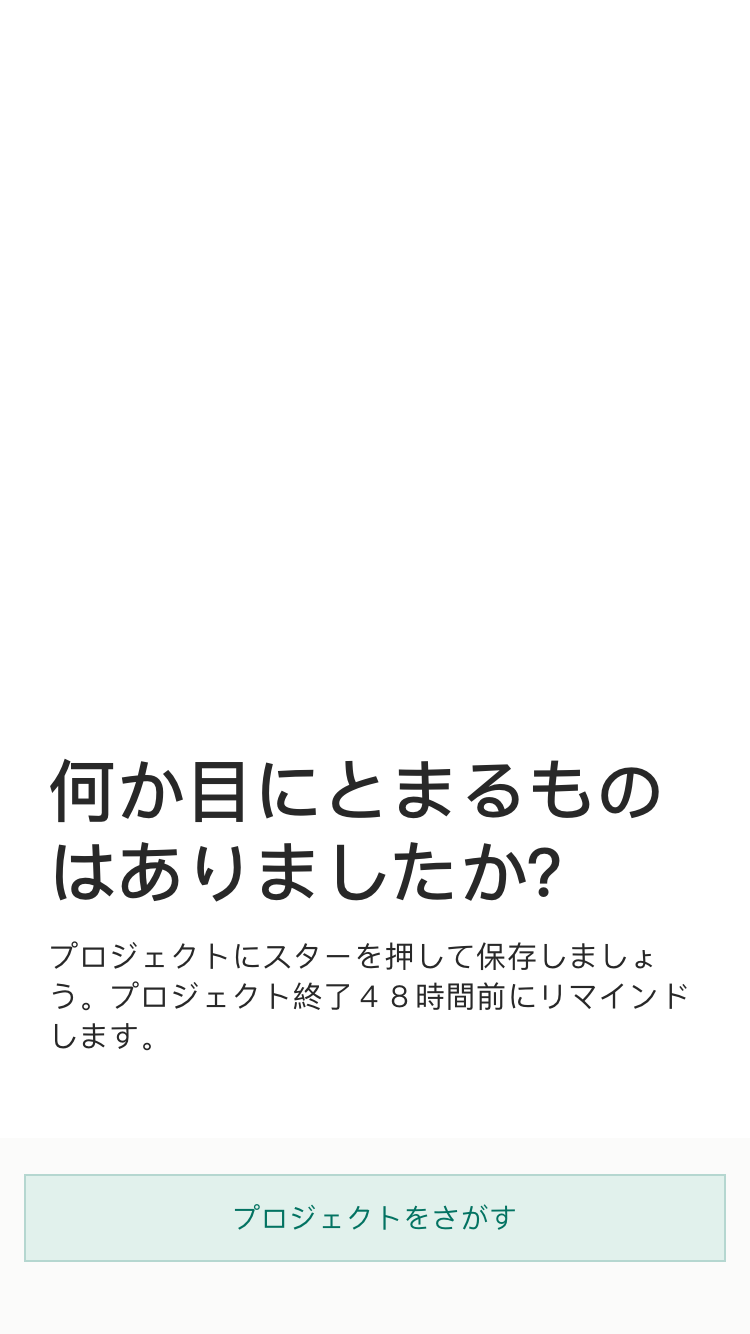 何か目にとまるもの
はありましたか?
プロジェクトにスターを押して保存しましょ
う。プロジェクト終了４８時間前にリマインド
します。
プロジェクトをさがす